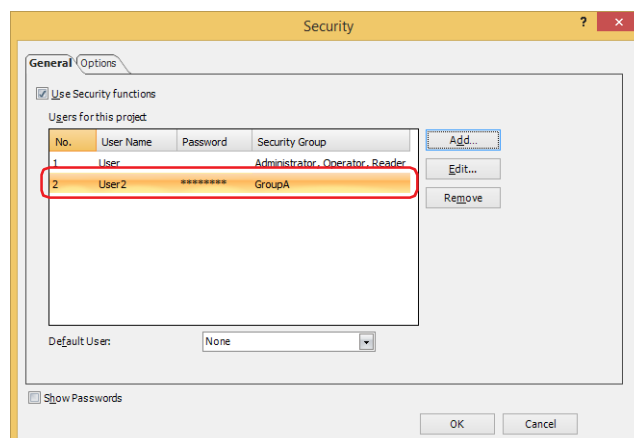 Security
? ×
General Options
Use Security functions
Users for this project
No. User Name Password Security Group
1 User Administrator, Operator, Reader
2 User2 ******** GroupA
Add...
Edit...
Remove
Default User: None
Show Passwords
OK Cancel